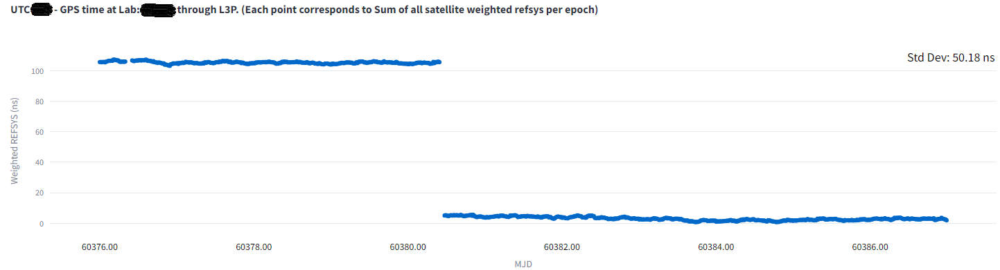 UTC - GPS time at Lab: through L3P. (Each point corresponds to Sum of all satellite weighted refsys per epoch)
Std Dev: 50.18 ns
Weighted REFSYS (ns)
100
80
60
40
20
0
60376.00 60378.00 60380.00 60382.00 60384.00 60386.00
MJD